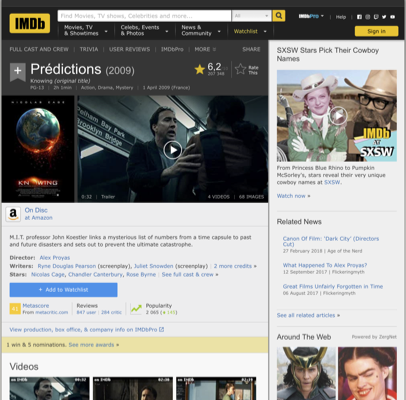 IMDb
Find Movies, TV shows, Celebrities and more...
All
IMDbPro
Help
Movies, TV
& Showtimes
Celebs, Events
& Photos
News &
Community
Watchlist
Sign in
FULL CAST AND CREW | TRIVIA | USER REVIEWS | IMDbPro | MORE
SHARE
Prédictions (2009)
Knowing (original title)
PG-13 | 2h 1min | Action, Drama, Mystery | 1 April 2009 (France)
6,2
Rate
This
KNOWING
Brooklyn Bridge
0:32 | Trailer
4 VIDEOS | 68 IMAGES
On Disc
at Amazon
M.I.T. professor John Koestler links a mysterious list of numbers from a time capsule to past
and future disasters and sets out to prevent the ultimate catastrophe.
Director: Alex Proyas
Writers: Ryne Douglas Pearson (screenplay), Juliet Snowden (screenplay) | 2 more credits »
Stars: Nicolas Cage, Chandler Canterbury, Rose Byrne | See full cast & crew »
+ Add to Watchlist
41
Metascore
From metacritic.com
Reviews
847 user | 284 critic
Popularity
2 065
View production, box office, & company info on IMDbPro
1 win & 5 nominations. See more awards »
Videos
SXSW Stars Pick Their Cowboy
Names
IMDb
at
SXSW
From Princess Blue Rhino to Pumpkin
McSorley's, stars reveal their very unique
cowboy names at SXSW.
Watch now »
Related News
Canon Of Film: 'Dark City' (Directors
Cut)
27 February 2018 | Age of the Nerd
What Happened To Alex Proyas?
12 September 2017 | Flickeringmyth
Great Films Unfairly Forgotten in Time
06 August 2017 | Flickeringmyth
See all related articles »
Around The Web
Powered by ZergNet